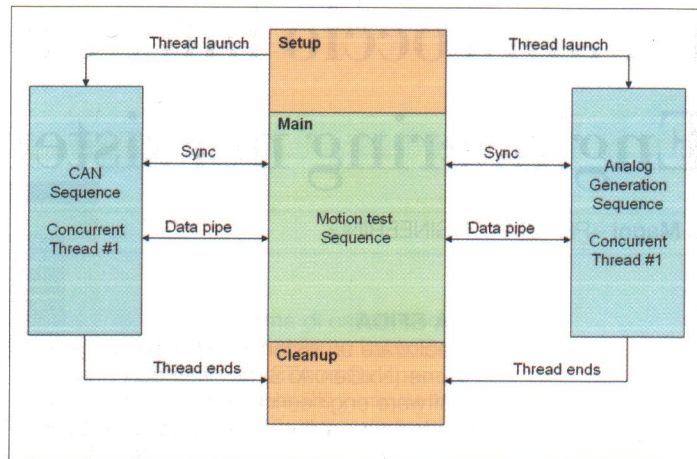 Thread launch
Setup
Thread launch
Main
CAN
Sequence
Concurrent
Thread #1
Sync
Data pipe
Motion test
Sequence
Sync
Data pipe
Analog
Generation
Sequence
Concurrent
Thread #1
Thread ends
Cleanup
Thread ends